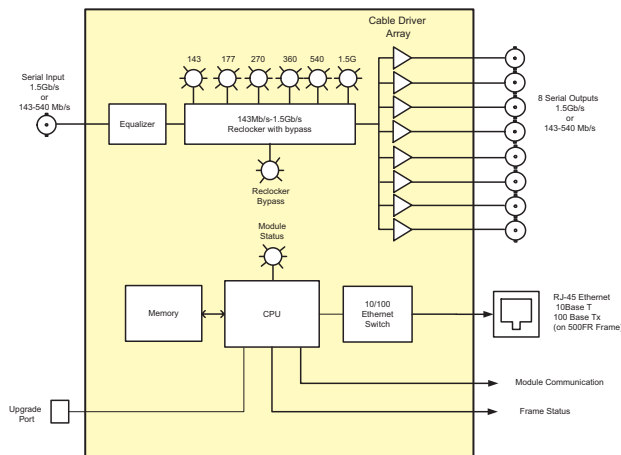 Cable Driver
Array
143 177 270 360 540 1.5G
Serial Input
1.5Gb/s
or
143-540 Mb/s
Equalizer
143Mb/s-1.5Gb/s
Reclocker with bypass
8 Serial Outputs
1.5Gb/s
or
143-540 Mb/s
Reclocker
Bypass
Module
Status
Memory
CPU
10/100
Ethernet
Switch
RJ-45 Ethernet
10Base T
100 Base Tx
(on 500FR Frame)
Module Communication
Upgrade
Port
Frame Status